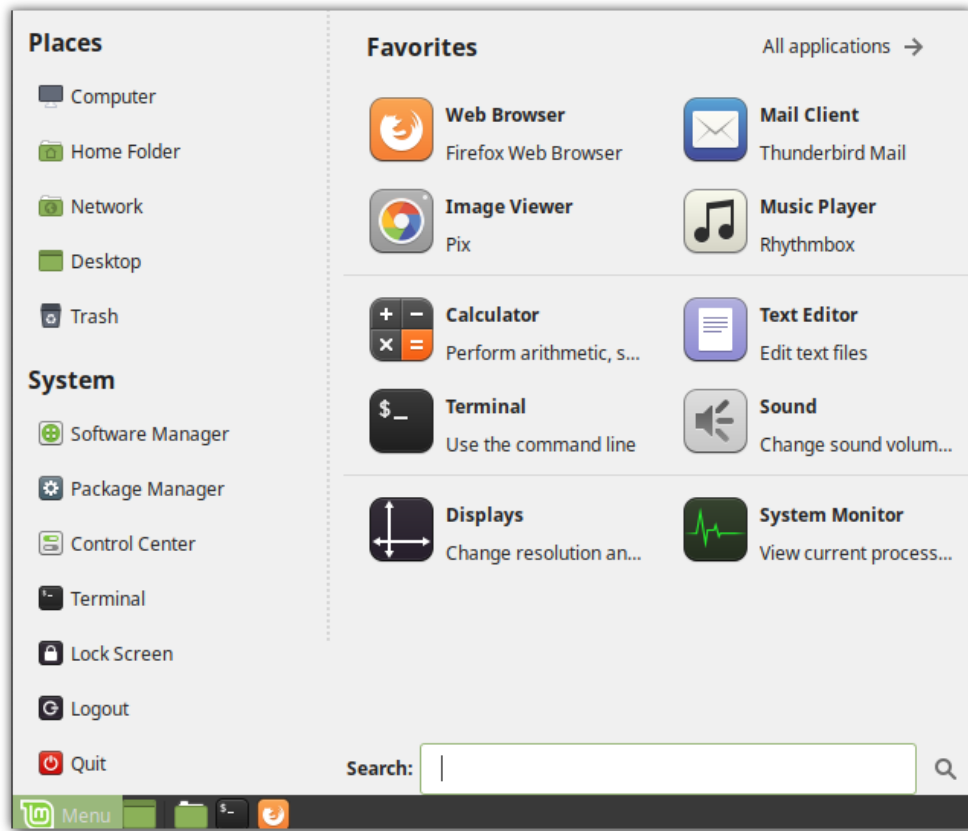 Places
Computer
Home Folder
Network
Desktop
Trash
System
Software Manager
Package Manager
Control Center
Terminal
Lock Screen
Logout
Quit
Favorites
All applications
Web Browser
Firefox Web Browser
Mail Client
Thunderbird Mail
Image Viewer
Pix
Music Player
Rhythmbox
Calculator
Perform arithmetic, s...
Text Editor
Edit text files
Terminal
Use the command line
Sound
Change sound volum...
Displays
Change resolution an...
System Monitor
View current process...
Search:
Menu